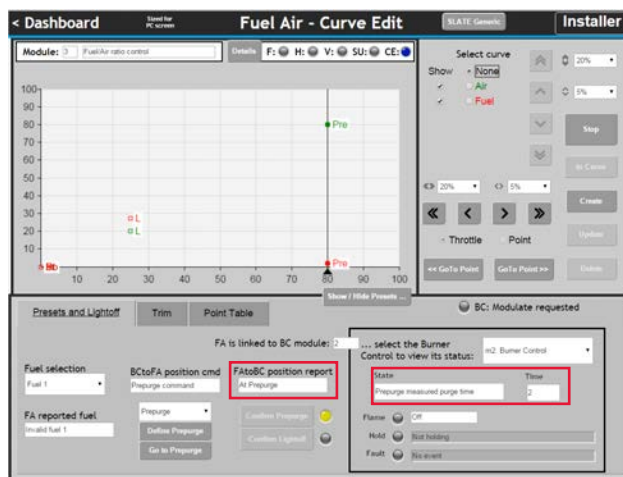 < Dashboard
Sized for
PC screen
Fuel Air - Curve Edit
SLATE Generic
Installer
Module: 3 Fuel/Air ratio control
Details F: H: V: SU: CE:
Select curve
Show None
Air
Fuel
20%
5%
Stop
In Curve
20% 5%
Create
Throttle Point
Update
<< GoTo Point GoTo Point >> Delete
100
90
80
70
60
50
40
30
20
10
10 20 30 40 50 60 70 80 90 100
Pre
L
L
Pre
Show / Hide Presets ...
Presets and Lightoff Trim Point Table
BC: Modulate requested
FA is linked to BC module: 2
... select the Burner
Control to view its status:
m2: Burner Control
Fuel selection
Fuel 1
BCtoFA position cmd
Prepurge command
FAtoBC position report
At Prepurge
State Time
Prepurge measured purge time 2
FA reported fuel
Invalid fuel 1
Prepurge
Define Prepurge
Go to Prepurge
Confirm Prepurge
Confirm Lightoff
Flame Off
Hold Not holding
Fault No event